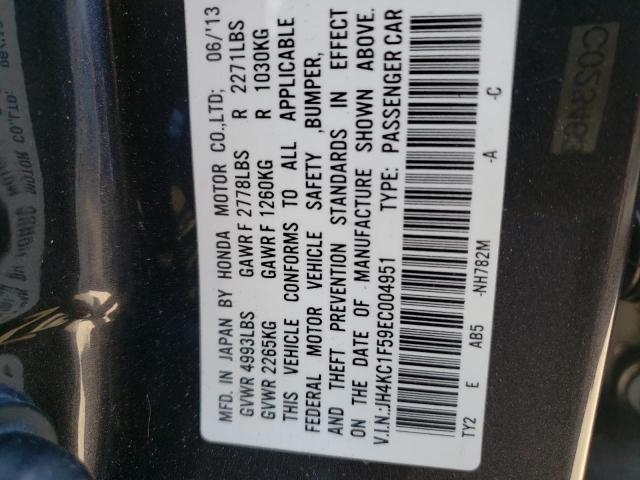 MFD. IN JAPAN BY HONDA MOTOR CO.,LTD; 06/'13
GVWR 4993LBS GAWR F 2778LBS R 2271LBS
GVWR 2265KG GAWR F 1260KG R 1030KG
THIS VEHICLE CONFORMS TO ALL APPLICABLE
FEDERAL MOTOR VEHICLE SAFETY ,BUMPER,
AND THEFT PREVENTION STANDARDS IN EFFECT
ON THE DATE OF MANUFACTURE SHOWN ABOVE.
V.I.N.:JH4KC1F59EC004951 TYPE: PASSENGER CAR
TY2 E AB5 -NH782M -A -C